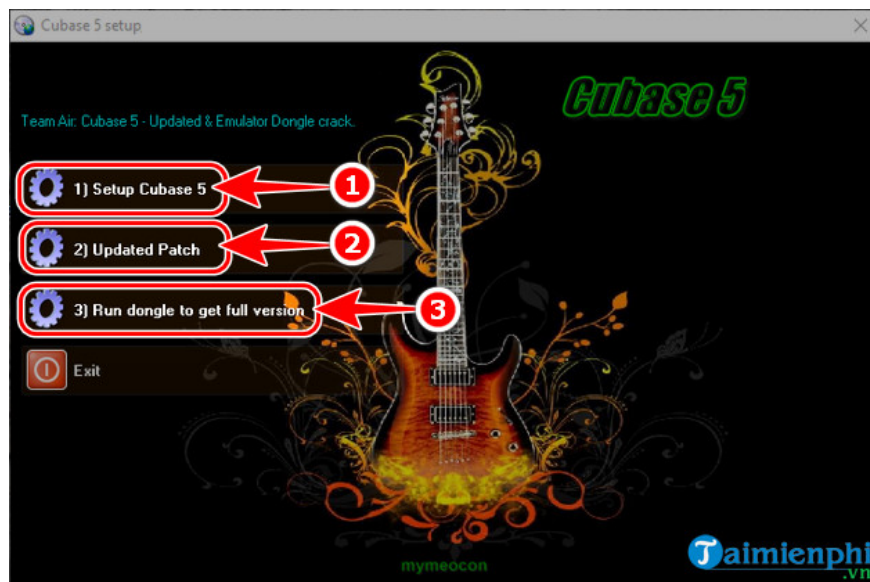 Cubase 5 setup
Cubase 5
Team Air: Cubase 5 - Updated & Emulator Dongle crack.
1) Setup Cubase 5
1
2) Updated Patch
2
3) Run dongle to get full version
3
Exit
mymeocon
Taimienphi
.vn